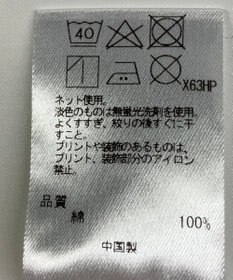 40
X63HP
ネット使用。
淡色のものは無蛍光洗剤を使用。
よくすすぎ、絞りの後すぐに干
すこと。
プリントや装飾のあるものは、
プリント、装飾部分のアイロン
禁止。
品質
綿 100%
中国製